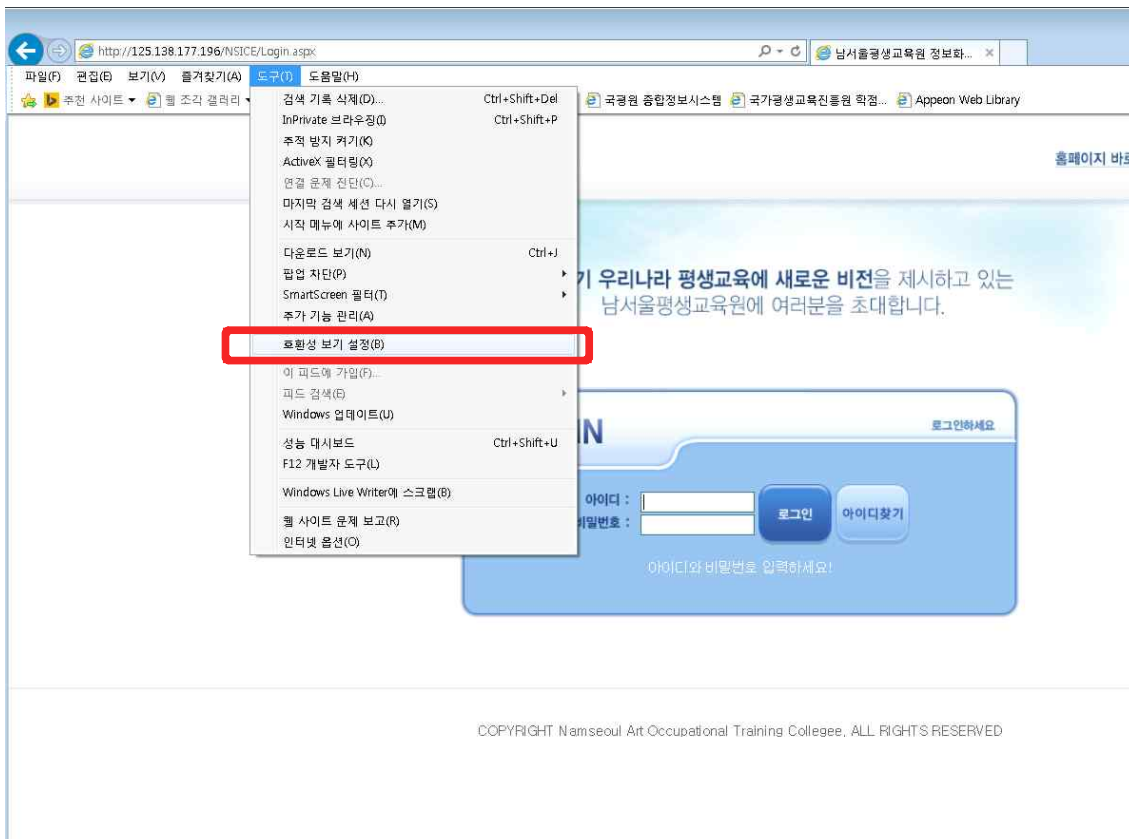 http://125.138.177.196/NSICE/Login.aspx
남서울평생교육원 정보화...
파일(F) 편집(E) 보기(V) 즐겨찾기(A) 도구(T) 도움말(H)
추천 사이트 웹 조각 갤러리 국평원 종합정보시스템 국가평생교육진흥원 학점... Appeon Web Library
검색 기록 삭제(D)... Ctrl+Shift+Del
InPrivate 브라우징(I) Ctrl+Shift+P
추적 방지 켜기(K)
ActiveX 필터링(X)
연결 문제 진단(C)...
마지막 검색 세션 다시 열기(S)
시작 메뉴에 사이트 추가(M)
다운로드 보기(N) Ctrl+J
팝업 차단(P)
SmartScreen 필터(T)
추가 기능 관리(A)
호환성 보기 설정(B)
이 피드에 가입(F)...
피드 검색(E)
Windows 업데이트(U)
성능 대시보드 Ctrl+Shift+U
F12 개발자 도구(L)
Windows Live Writer에 스크랩(B)
웹 사이트 문제 보고(R)
인터넷 옵션(O)
홈페이지 바로
기 우리나라 평생교육에 새로운 비전을 제시하고 있는
남서울평생교육원에 여러분을 초대합니다.
IN
로그인하세요
아이디 :
비밀번호 :
로그인
아이디찾기
아이디와 비밀번호 입력하세요!
COPYRIGHT Namseoul Art Occupational Training Collegee, ALL RIGHTS RESERVED